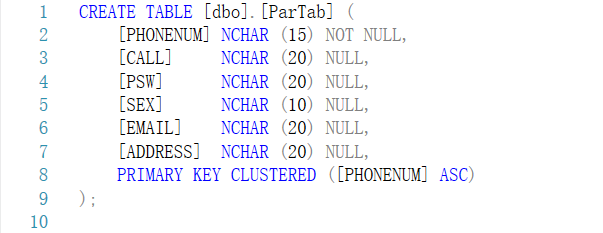 1 CREATE TABLE [dbo].[ParTab] (
2     [PHONENUM] NCHAR (15) NOT NULL,
3     [CALL]     NCHAR (20) NULL,
4     [PSW]      NCHAR (20) NULL,
5     [SEX]      NCHAR (10) NULL,
6     [EMAIL]    NCHAR (20) NULL,
7     [ADDRESS]  NCHAR (20) NULL,
8     PRIMARY KEY CLUSTERED ([PHONENUM] ASC)
9 );
10